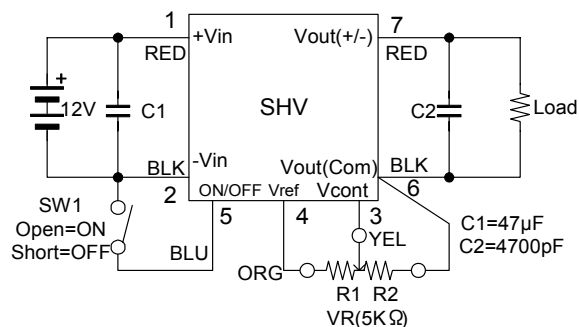 1
7
RED
+Vin
Vout(+/-)
RED
+
12V
C1
SHV
C2
Load
BLK
-Vin
Vout(Com)
BLK
2
ON/OFF
Vref
Vcont
6
SW1
Open=ON
Short=OFF
5
4
3
BLU
YEL
C1=47µF
C2=4700pF
ORG
R1
R2
VR(5KΩ)